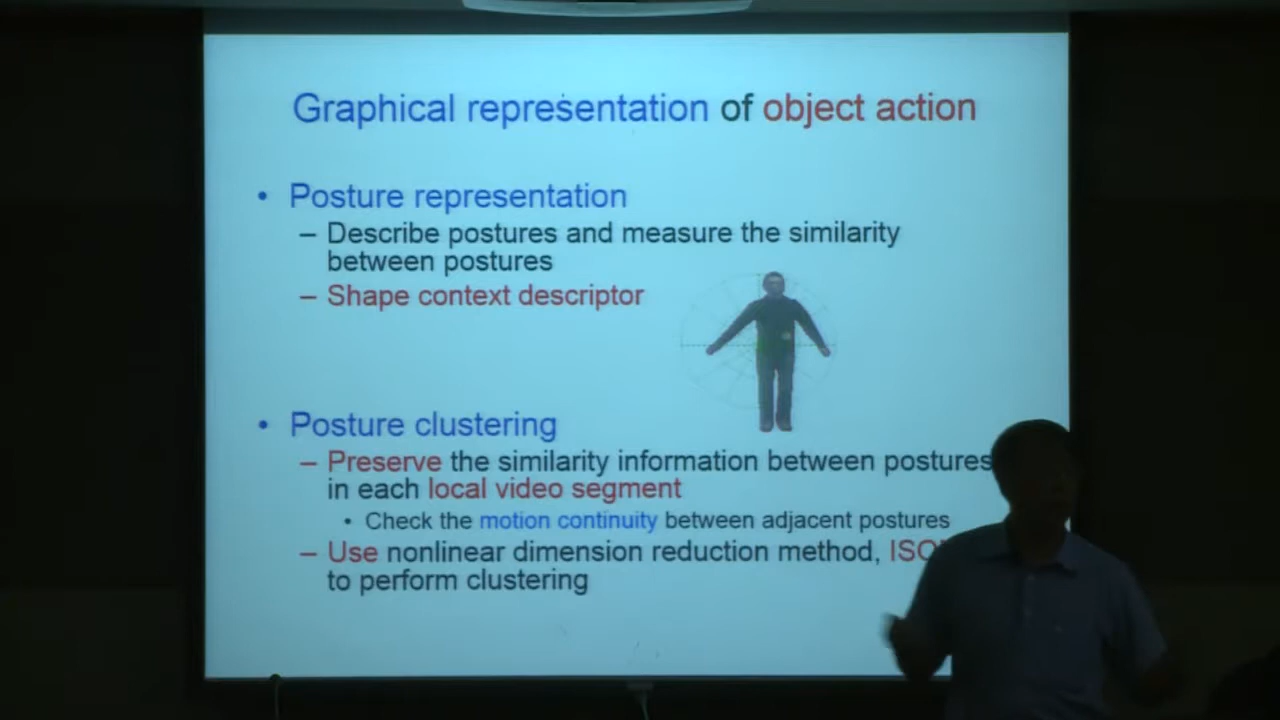 Graphical representation of object action
• Posture representation
– Describe postures and measure the similarity
between postures
– Shape context descriptor
• Posture clustering
– Preserve the similarity information between postures
in each local video segment
• Check the motion continuity between adjacent postures
– Use nonlinear dimension reduction method,
to perform clustering